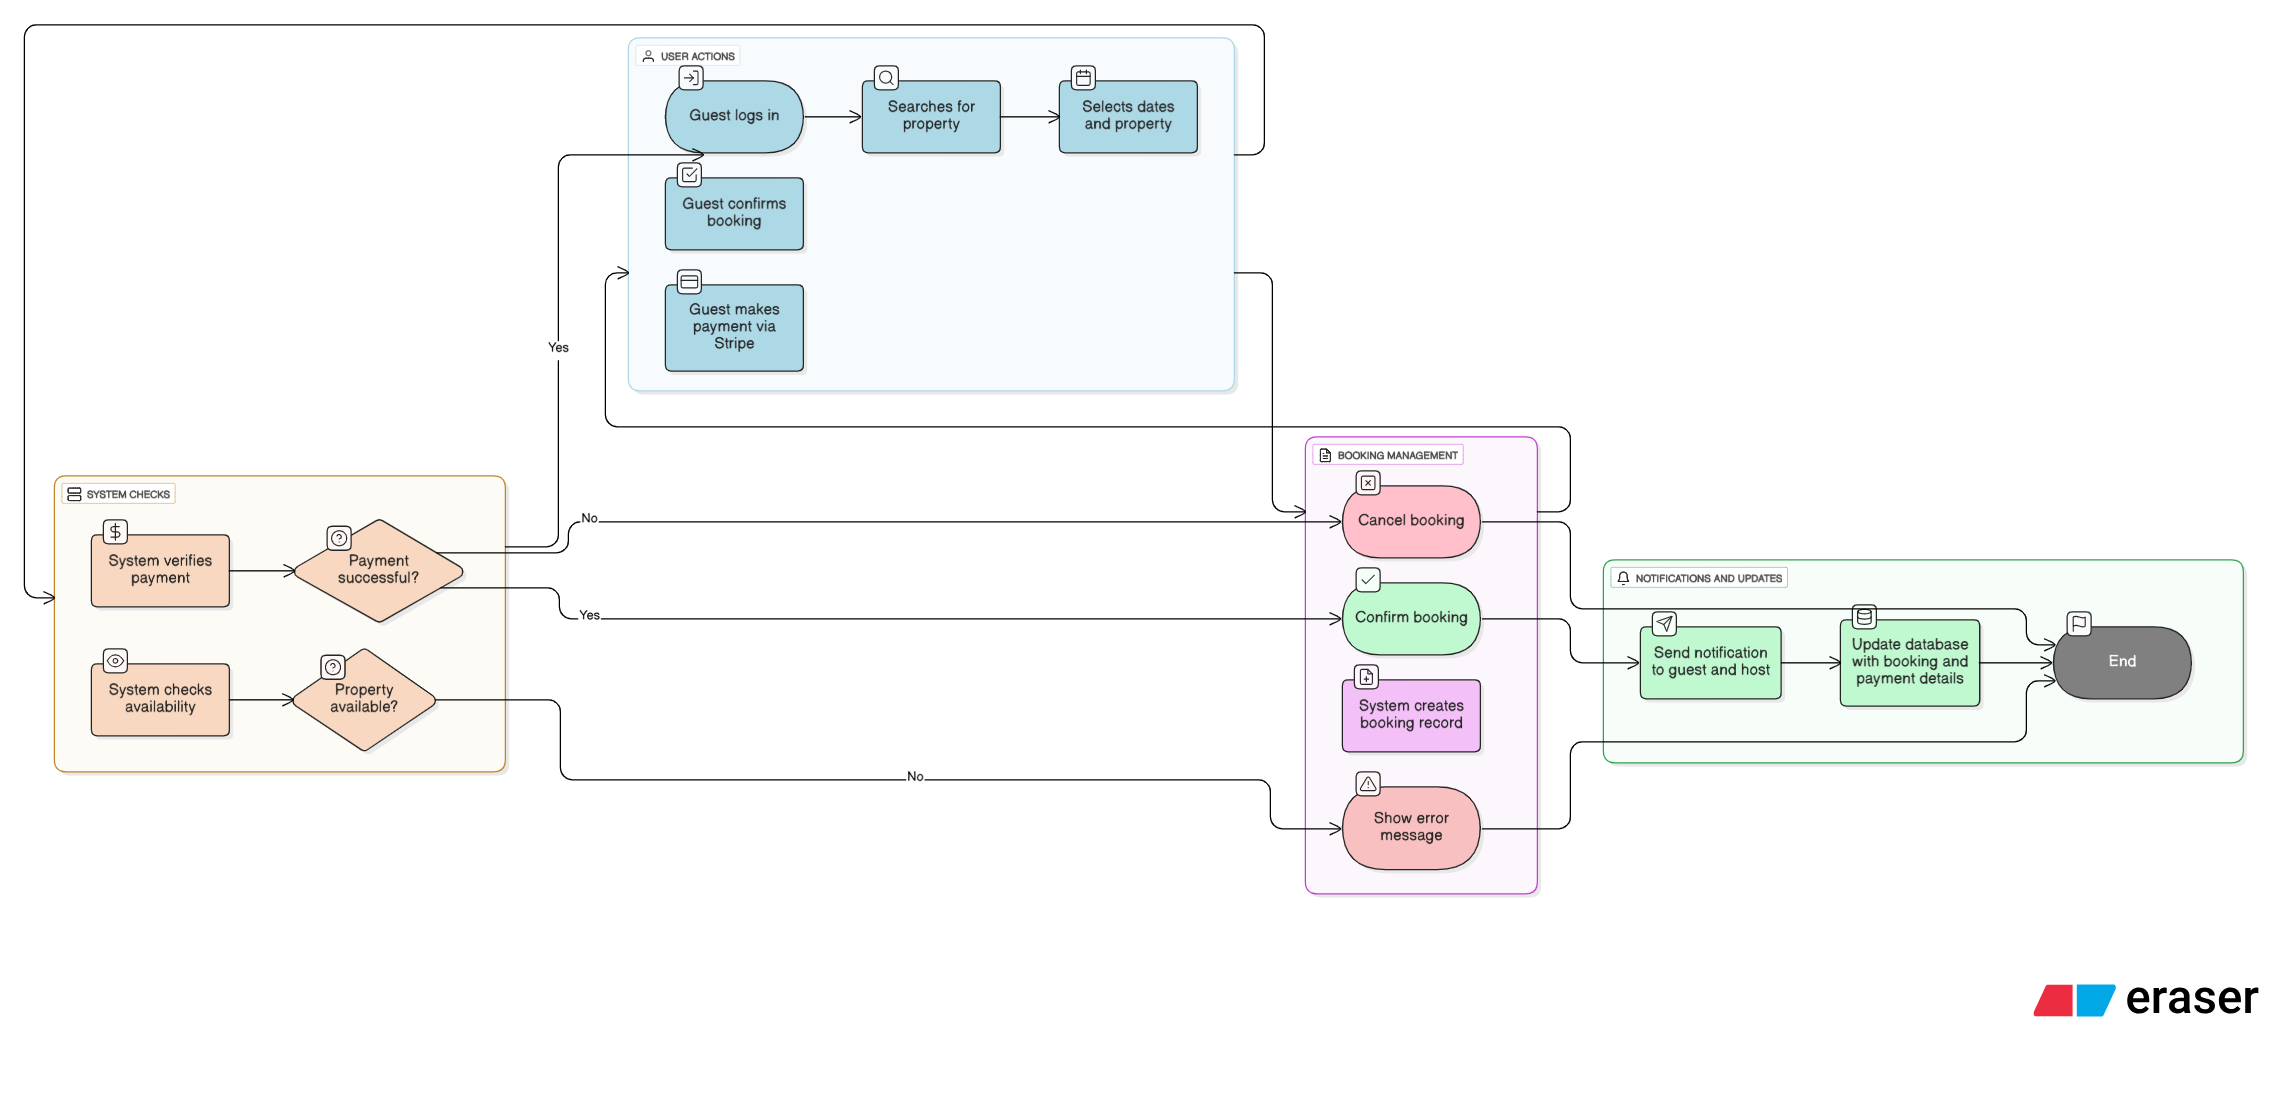 USER ACTIONS
Guest logs in
Searches for
property
Selects dates
and property
Guest confirms
booking
Guest makes
payment via
Stripe
Yes
SYSTEM CHECKS
System verifies
payment
Payment
successful?
System checks
availability
Property
available?
No
Yes
No
BOOKING MANAGEMENT
Cancel booking
Confirm booking
System creates
booking record
Show error
message
NOTIFICATIONS AND UPDATES
Send notification
to guest and host
Update database
with booking and
payment details
End
eraser